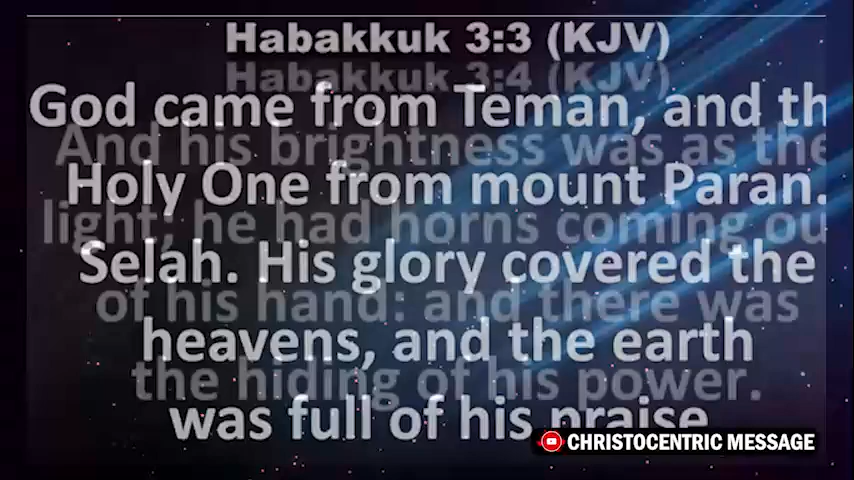 Habakkuk 3:3 (KJV)
God came from Teman, and th
Holy One from mount Paran.
Selah. His glory covered the
heavens, and the earth
was full of his praise
Habakkuk 3:4 (KJV)
And his brightness was as the
light; he had horns coming ou
of his hand: and there was
the hiding of his power.
CHRISTOCENTRIC MESSAGE